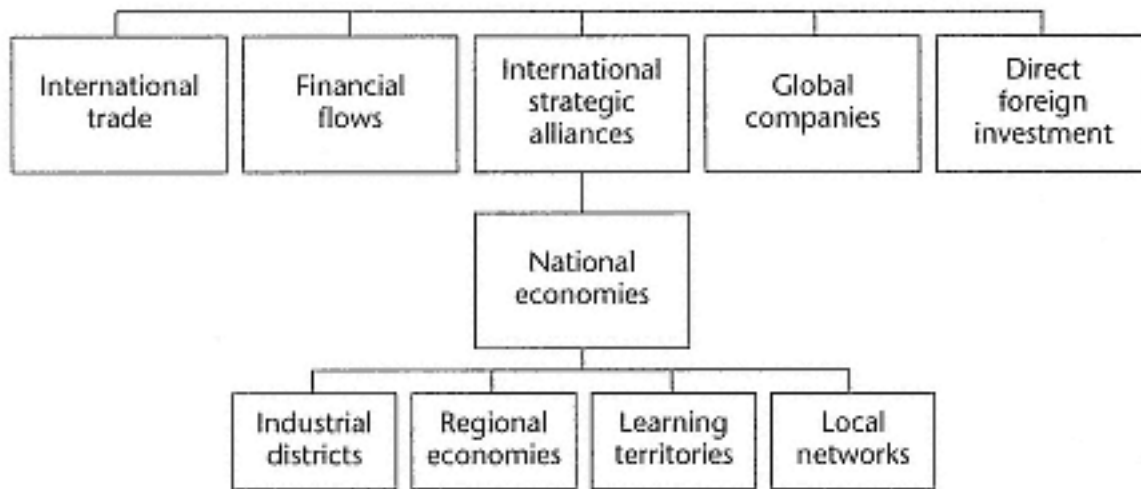 International
trade
Financial
flows
International
strategic
alliances
Global
companies
Direct
foreign
investment
National
economies
Industrial
districts
Regional
economies
Learning
territories
Local
networks